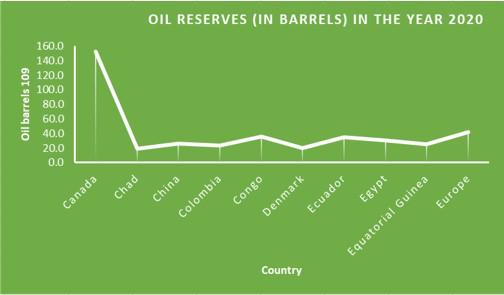 OIL RESERVES (IN BARRELS) IN THE YEAR 2020
160.0
140.0
120.0
100.0
80.0
60.0
40.0
20.0
0.0
Oil barrels 109
Canada
Chad
China
Colombia
Congo
Denmark
Ecuador
Egypt
Equatorial Guinea
Europe
Country